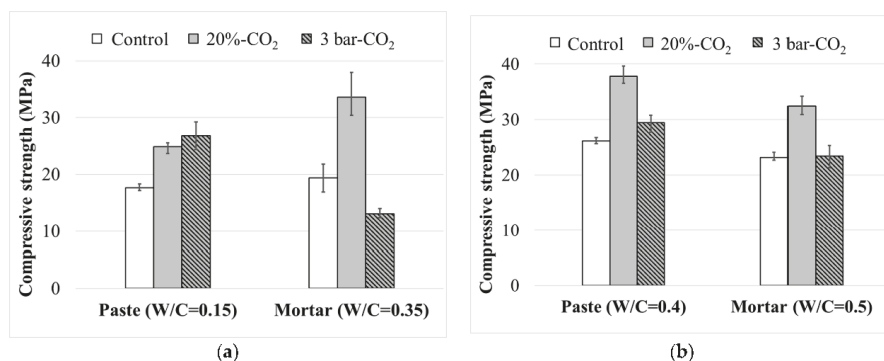 Control 20%-CO₂ 3 bar-CO₂
Compressive strength (MPa)
40
30
20
10
0
Paste (W/C=0.15) Mortar (W/C=0.35)
(a)
Control 20%-CO₂ 3 bar-CO₂
Compressive strength (MPa)
40
30
20
10
0
Paste (W/C=0.4) Mortar (W/C=0.5)
(b)